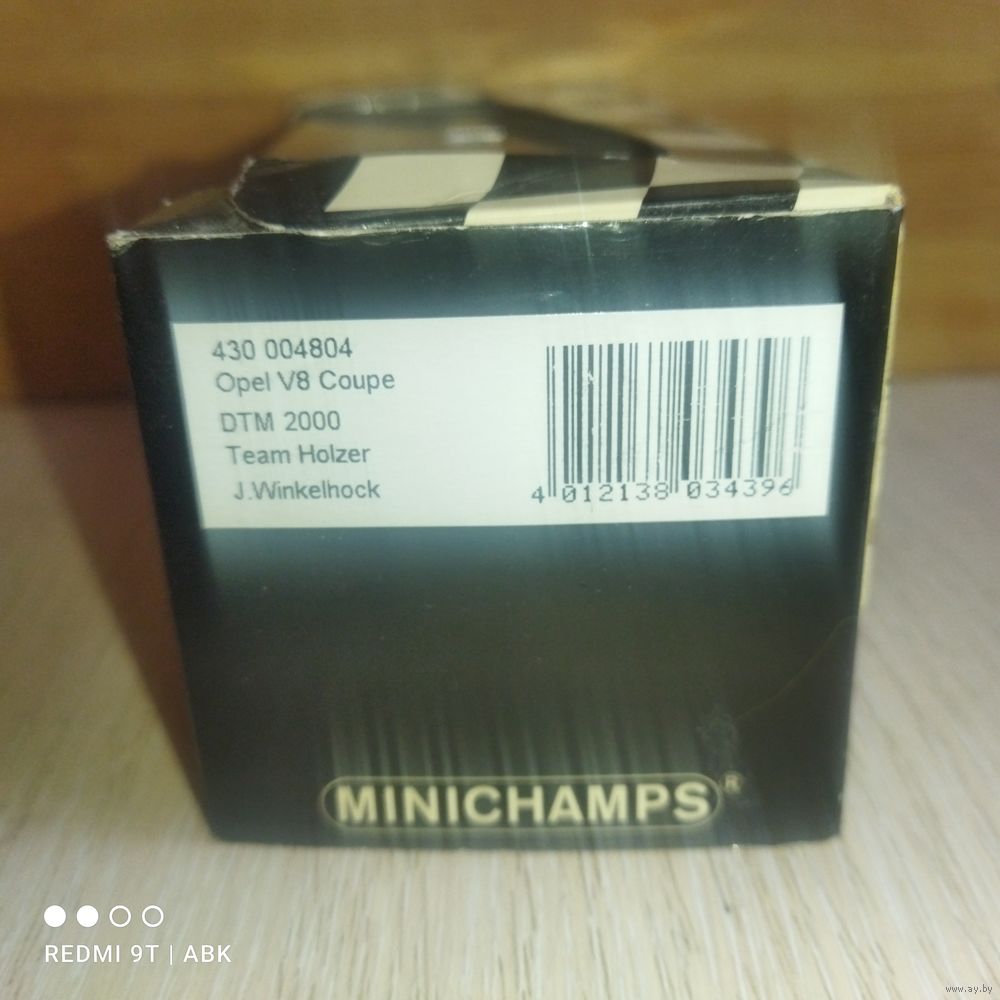 430 004804
Opel V8 Coupe
DTM 2000
Team Holzer
J.Winkelhock
4 012138 034396
MINICHAMPS®
REDMI 9T | ABK
www.ay.by